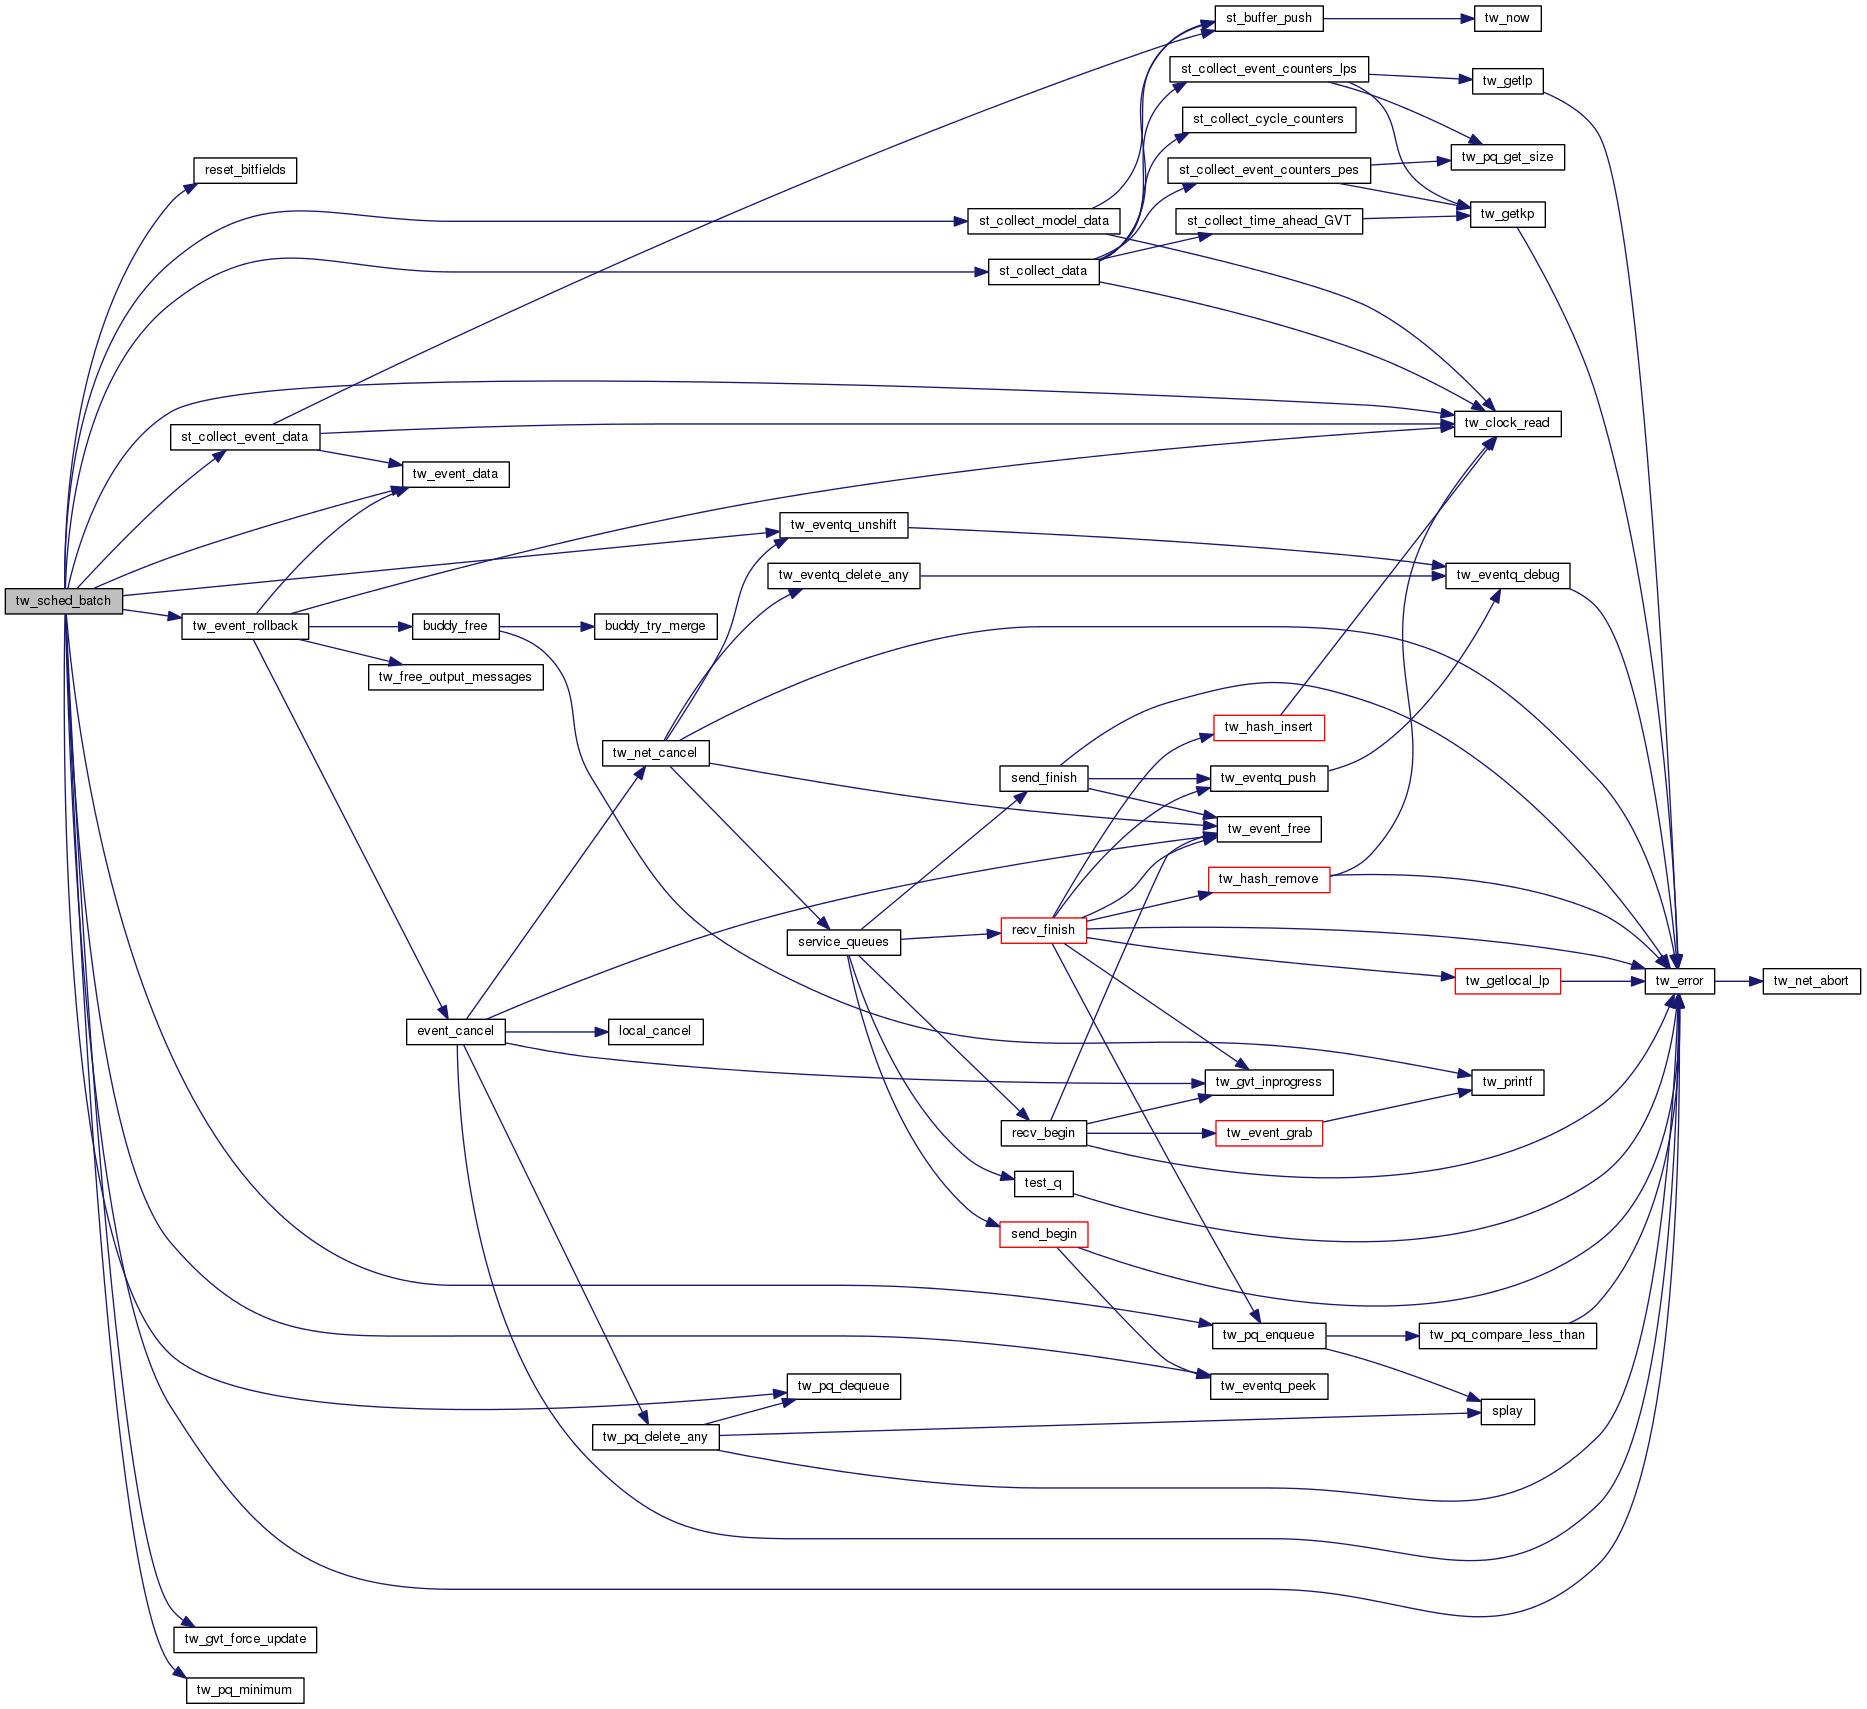 st_buffer_push
tw_now
st_collect_event_counters_lps
tw_getlp
st_collect_cycle_counters
tw_pq_get_size
reset_bitfields
st_collect_event_counters_pes
st_collect_model_data
st_collect_time_ahead_GVT
tw_getkp
st_collect_data
tw_clock_read
st_collect_event_data
tw_event_data
tw_eventq_unshift
tw_eventq_delete_any
tw_eventq_debug
tw_sched_batch
tw_event_rollback
buddy_free
buddy_try_merge
tw_free_output_messages
tw_hash_insert
tw_net_cancel
send_finish
tw_eventq_push
tw_event_free
tw_hash_remove
recv_finish
service_queues
tw_getlocal_lp
tw_error
tw_net_abort
event_cancel
local_cancel
tw_gvt_inprogress
tw_printf
recv_begin
tw_event_grab
test_q
send_begin
tw_pq_enqueue
tw_pq_compare_less_than
tw_pq_dequeue
tw_eventq_peek
splay
tw_pq_delete_any
tw_gvt_force_update
tw_pq_minimum